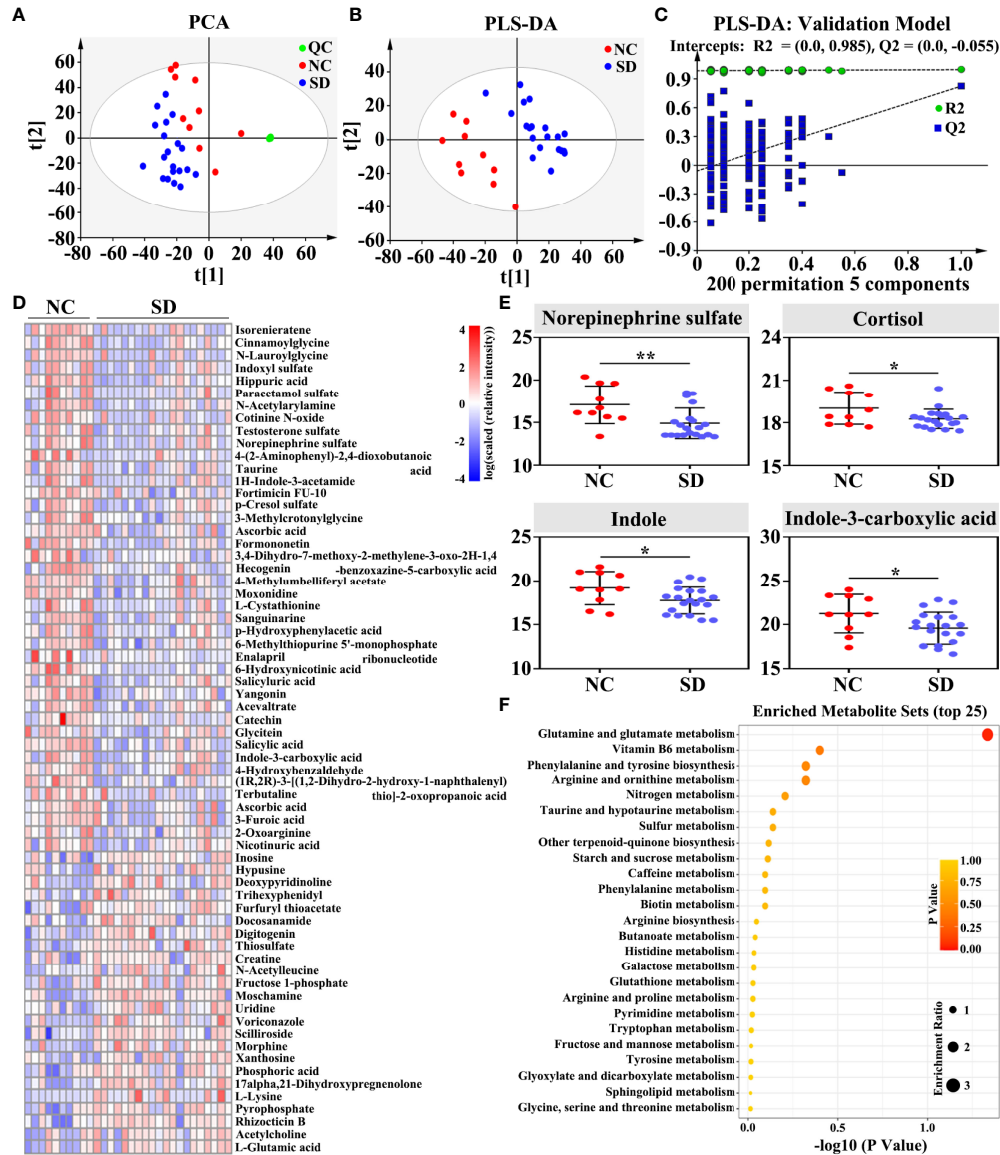 A
PCA
QC
NC
SD
80
60
40
20
0
-20
-40
-60
-80
t[2]
-80
-40
0
20
60
t[1]
B
PLS-DA
NC
SD
60
40
20
0
-20
-40
-60
t[2]
-80
-40
0
20
60
t[1]
C
PLS-DA: Validation Model
Intercepts: R2 = (0.0, 0.985), Q2 = (0.0, -0.055)
0.9
0.6
0.3
0
-0.3
-0.6
-0.9
R2
Q2
0.0
0.2
0.4
0.6
0.8
1.0
200 permitation 5 components
D
NC
SD
Isorenieratene
Cinnamoylglycine
N-Lauroylglycine
Indoxyl sulfate
Hippuric acid
Paracetamol sulfate
N-Acetylarylamine
Cotinine N-oxide
Testosterone sulfate
Norepinephrine sulfate
4-(2-Aminophenyl)-2,4-dioxobutanoic
acid
Taurine
1H-Indole-3-acetamide
Fortimicin FU-10
p-Cresol sulfate
3-Methylcrotonylglycine
Ascorbic acid
Formononetin
3,4-Dihydro-7-methoxy-2-methylene-3-oxo-2H-1,4
-benzoxazine-5-carboxylic acid
Hecogenin
4-Methylumbelliferyl acetate
Moxonidine
L-Cystathionine
Sanguinarine
p-Hydroxyphenylacetic acid
6-Methylthiopurine 5'-monophosphate
ribonucleotide
Enalapril
6-Hydroxynicotinic acid
Salicyluric acid
Yangonin
Acevaltrate
Catechin
Glycitein
Salicylic acid
Indole-3-carboxylic acid
4-Hydroxybenzaldehyde
(1R,2R)-3-[(1,2-Dihydro-2-hydroxy-1-naphthalenyl)
thio]-2-oxopropanoic acid
Terbutaline
Ascorbic acid
3-Furoic acid
2-Oxoarginine
Nicotinuric acid
Inosine
Hypusine
Deoxypyridinoline
Trihexyphenidyl
Furfuryl thioacetate
Docosanamide
Digitogenin
Thiosulfate
Creatine
N-Acetylleucine
Fructose 1-phosphate
Moschamine
Uridine
Voriconazole
Scilliroside
Morphine
Xanthosine
Phosphoric acid
17alpha,21-Dihydroxypregnenolone
L-Lysine
Pyrophosphate
Rhizocticin B
Acetylcholine
L-Glutamic acid
4
2
0
-2
-4
log(scaled (relative intensity))
E
Norepinephrine sulfate
25
20
15
10
**
NC
SD
Cortisol
24
21
18
15
*
NC
SD
Indole
25
20
15
10
*
NC
SD
Indole-3-carboxylic acid
30
25
20
15
*
NC
SD
F
Enriched Metabolite Sets (top 25)
Glutamine and glutamate metabolism
Vitamin B6 metabolism
Phenylalanine and tyrosine biosynthesis
Arginine and ornithine metabolism
Nitrogen metabolism
Taurine and hypotaurine metabolism
Sulfur metabolism
Other terpenoid-quinone biosynthesis
Starch and sucrose metabolism
Caffeine metabolism
Phenylalanine metabolism
Biotin metabolism
Arginine biosynthesis
Butanoate metabolism
Histidine metabolism
Galactose metabolism
Glutathione metabolism
Arginine and proline metabolism
Pyrimidine metabolism
Tryptophan metabolism
Fructose and mannose metabolism
Tyrosine metabolism
Glyoxylate and dicarboxylate metabolism
Sphingolipid metabolism
Glycine, serine and threonine metabolism
1.00
0.75
0.50
0.25
0.00
P Value
1
2
3
Enrichment Ratio
0.0
0.5
1.0
-log10 (P Value)